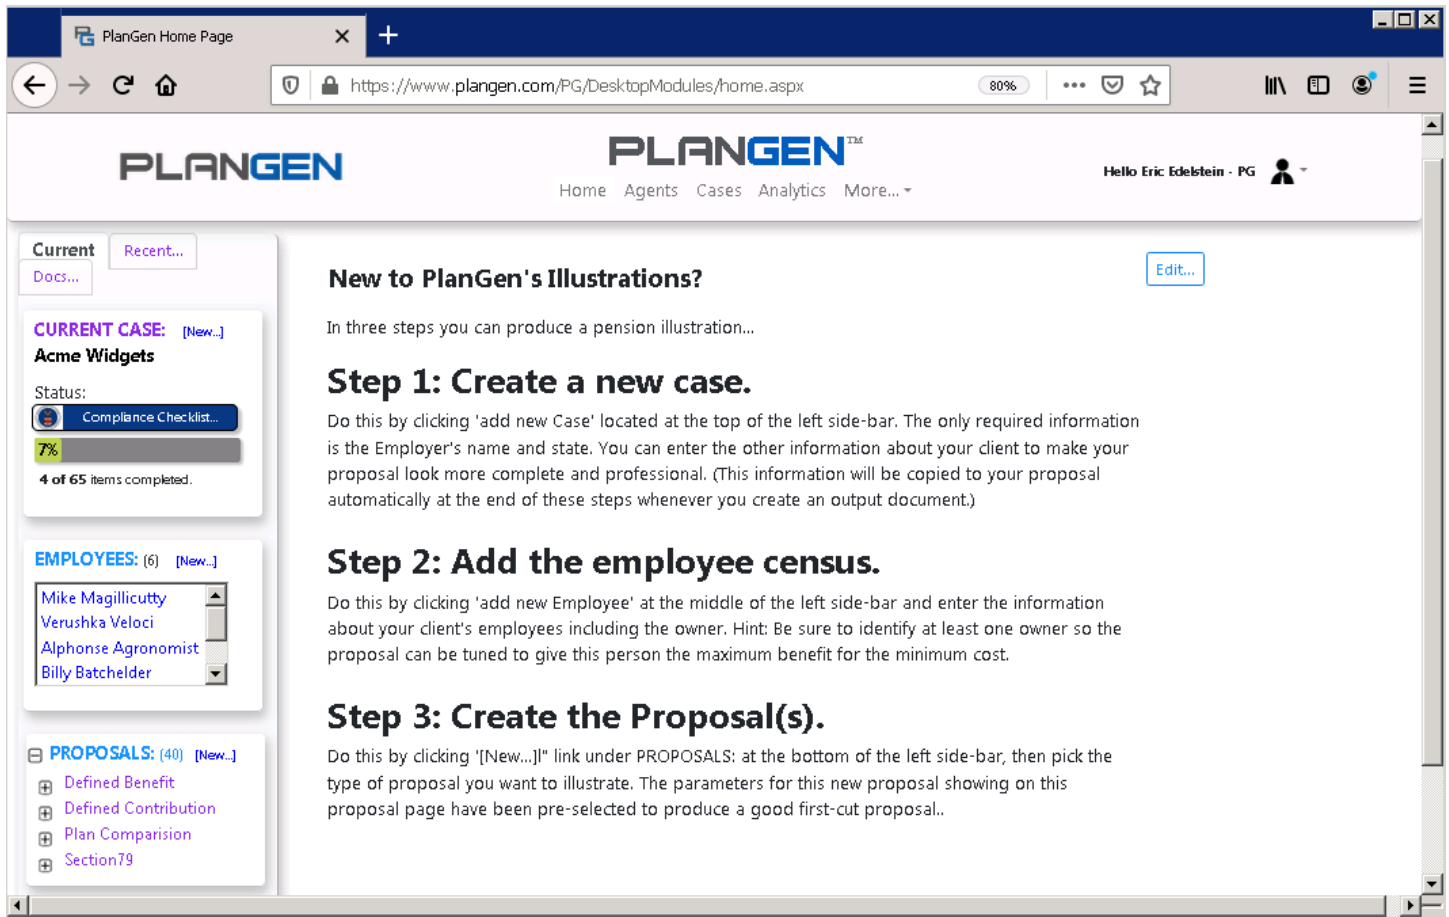 PlanGen Home Page
https://www.plangen.com/PG/DesktopModules/home.aspx
80%
PLANGEN
PLANGEN™
Home Agents Cases Analytics More...
Hello Eric Edelstein - PG
Current
Recent...
Docs...
CURRENT CASE: [New...]
Acme Widgets
Status:
Compliance Checklist...
7%
4 of 65 items completed.
EMPLOYEES: (6) [New...]
Mike Magillicutty
Verushka Veloci
Alphonse Agronomist
Billy Batchelder
PROPOSALS: (40) [New...]
Defined Benefit
Defined Contribution
Plan Comparision
Section79
New to PlanGen's Illustrations?
Edit...
In three steps you can produce a pension illustration...
Step 1: Create a new case.
Do this by clicking 'add new Case' located at the top of the left side-bar. The only required information
is the Employer's name and state. You can enter the other information about your client to make your
proposal look more complete and professional. (This information will be copied to your proposal
automatically at the end of these steps whenever you create an output document.)
Step 2: Add the employee census.
Do this by clicking 'add new Employee' at the middle of the left side-bar and enter the information
about your client's employees including the owner. Hint: Be sure to identify at least one owner so the
proposal can be tuned to give this person the maximum benefit for the minimum cost.
Step 3: Create the Proposal(s).
Do this by clicking '[New...]l" link under PROPOSALS: at the bottom of the left side-bar, then pick the
type of proposal you want to illustrate. The parameters for this new proposal showing on this
proposal page have been pre-selected to produce a good first-cut proposal..